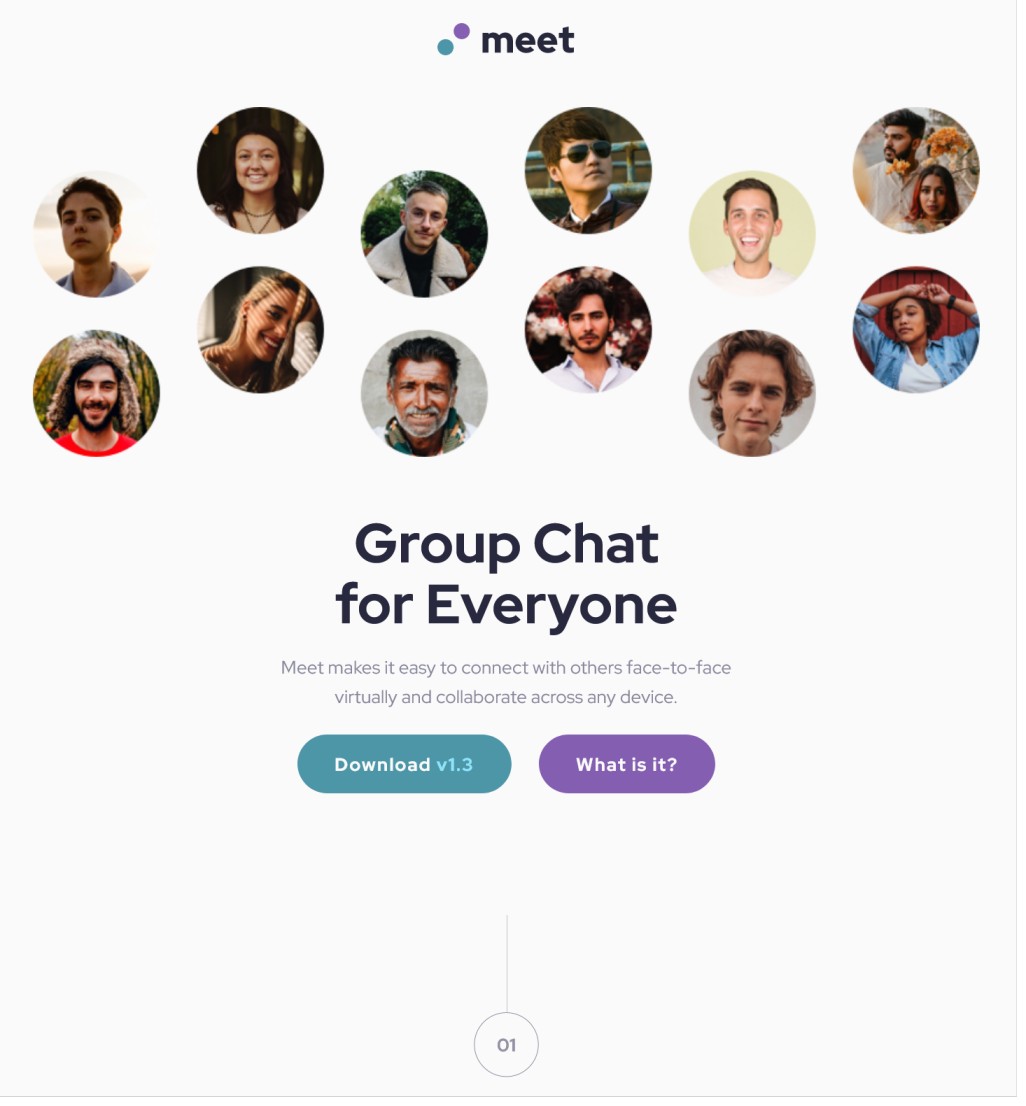 meet
Group Chat
for Everyone
Meet makes it easy to connect with others face-to-face
virtually and collaborate across any device.
Download v1.3
What is it?
01